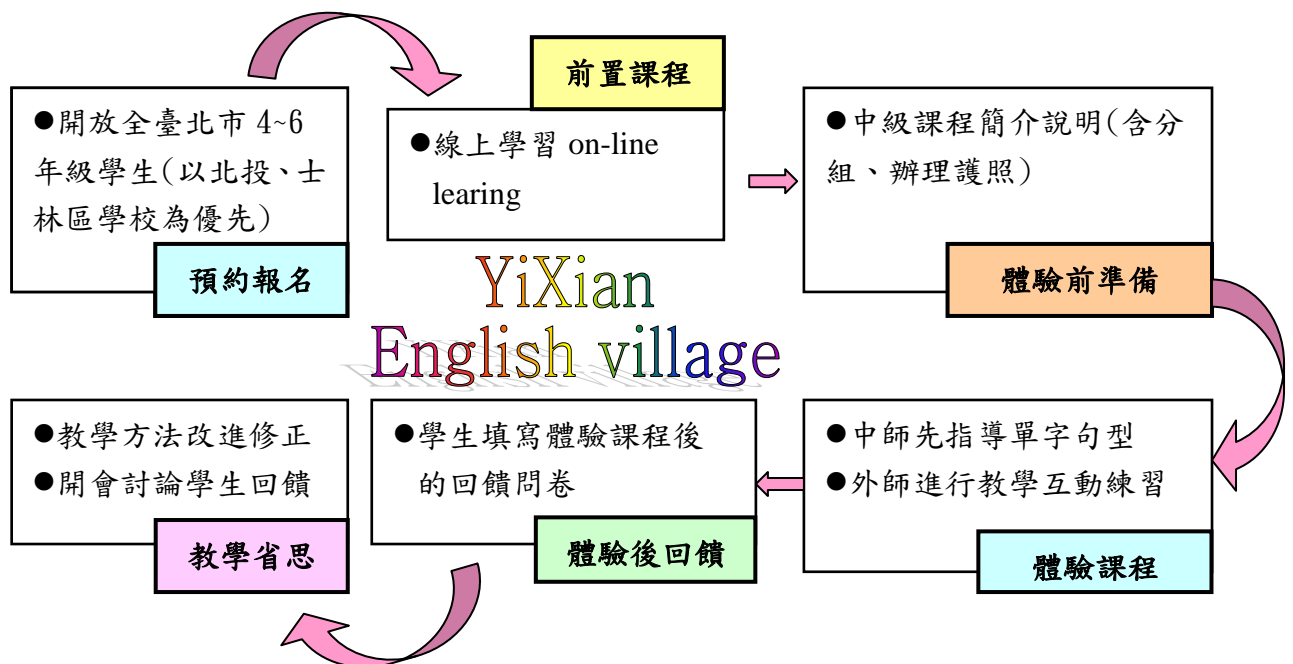 ●開放全臺北市 4~6
年級學生(以北投、士
林區學校為優先)
預約報名
前置課程
●線上學習 on-line
learing
●中級課程簡介說明(含分
組、辦理護照)
體驗前準備
YiXian
English village
●中師先指導單字句型
●外師進行教學互動練習
體驗課程
●學生填寫體驗課程後
的回饋問卷
體驗後回饋
●教學方法改進修正
●開會討論學生回饋
教學省思